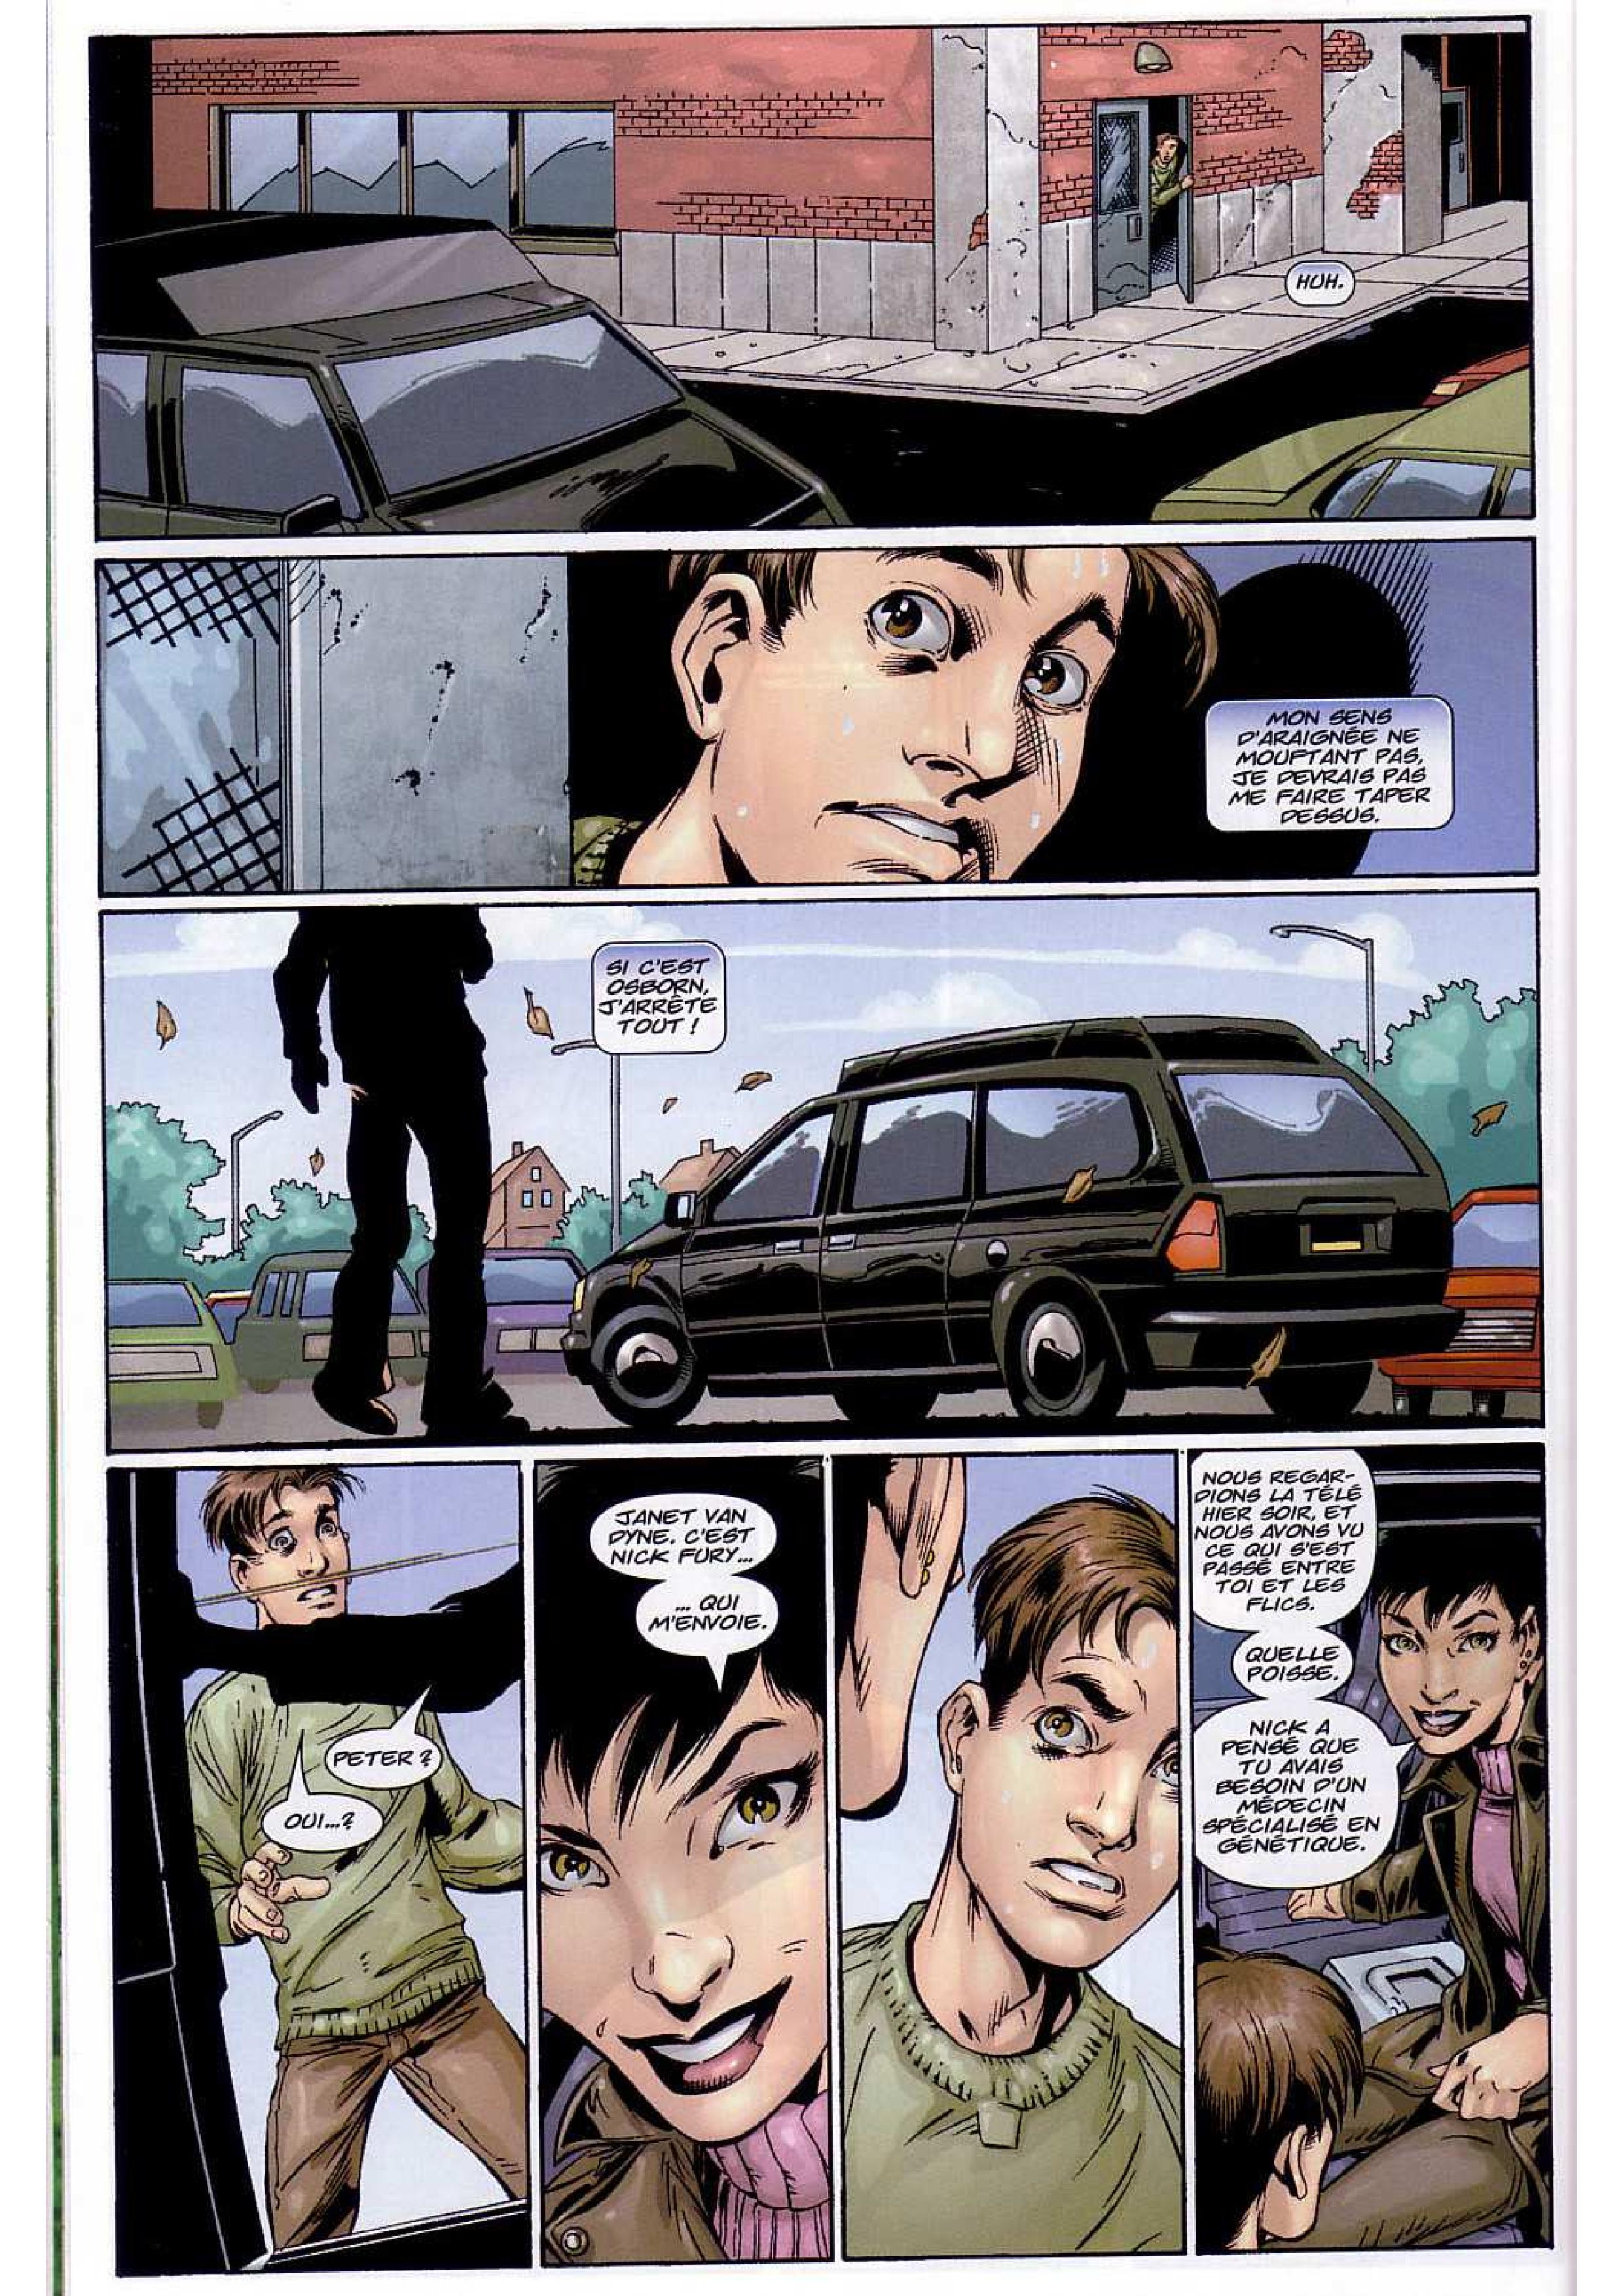 HUH.
MON SENS
D'ARAIGNÉE NE
MOUFTANT PAS,
JE DEVRAIS PAS
ME FAIRE TAPER
DESSUS.
SI C'EST
OSBORN,
J'ARRÊTE
TOUT !
PETER ?
OUI...?
JANET VAN
DYNE. C'EST
NICK FURY...
... QUI
M'ENVOIE.
NOUS REGAR-
DIONS LA TÉLÉ
HIER SOIR, ET
NOUS AVONS VU
CE QUI S'EST
PASSÉ ENTRE
TOI ET LES
FLICS.
QUELLE
POISSE.
NICK A
PENSÉ QUE
TU AVAIS
BESOIN D'UN
MÉDECIN
SPÉCIALISÉ EN
GÉNÉTIQUE.